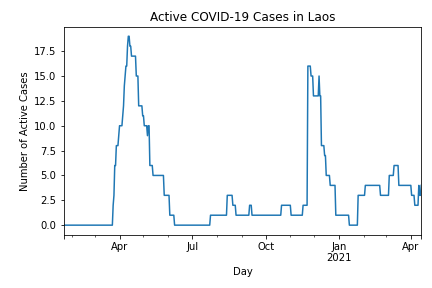 Active COVID-19 Cases in Laos
Number of Active Cases
17.5
15.0
12.5
10.0
7.5
5.0
2.5
0.0
Apr Jul Oct Jan Apr
2021
Day